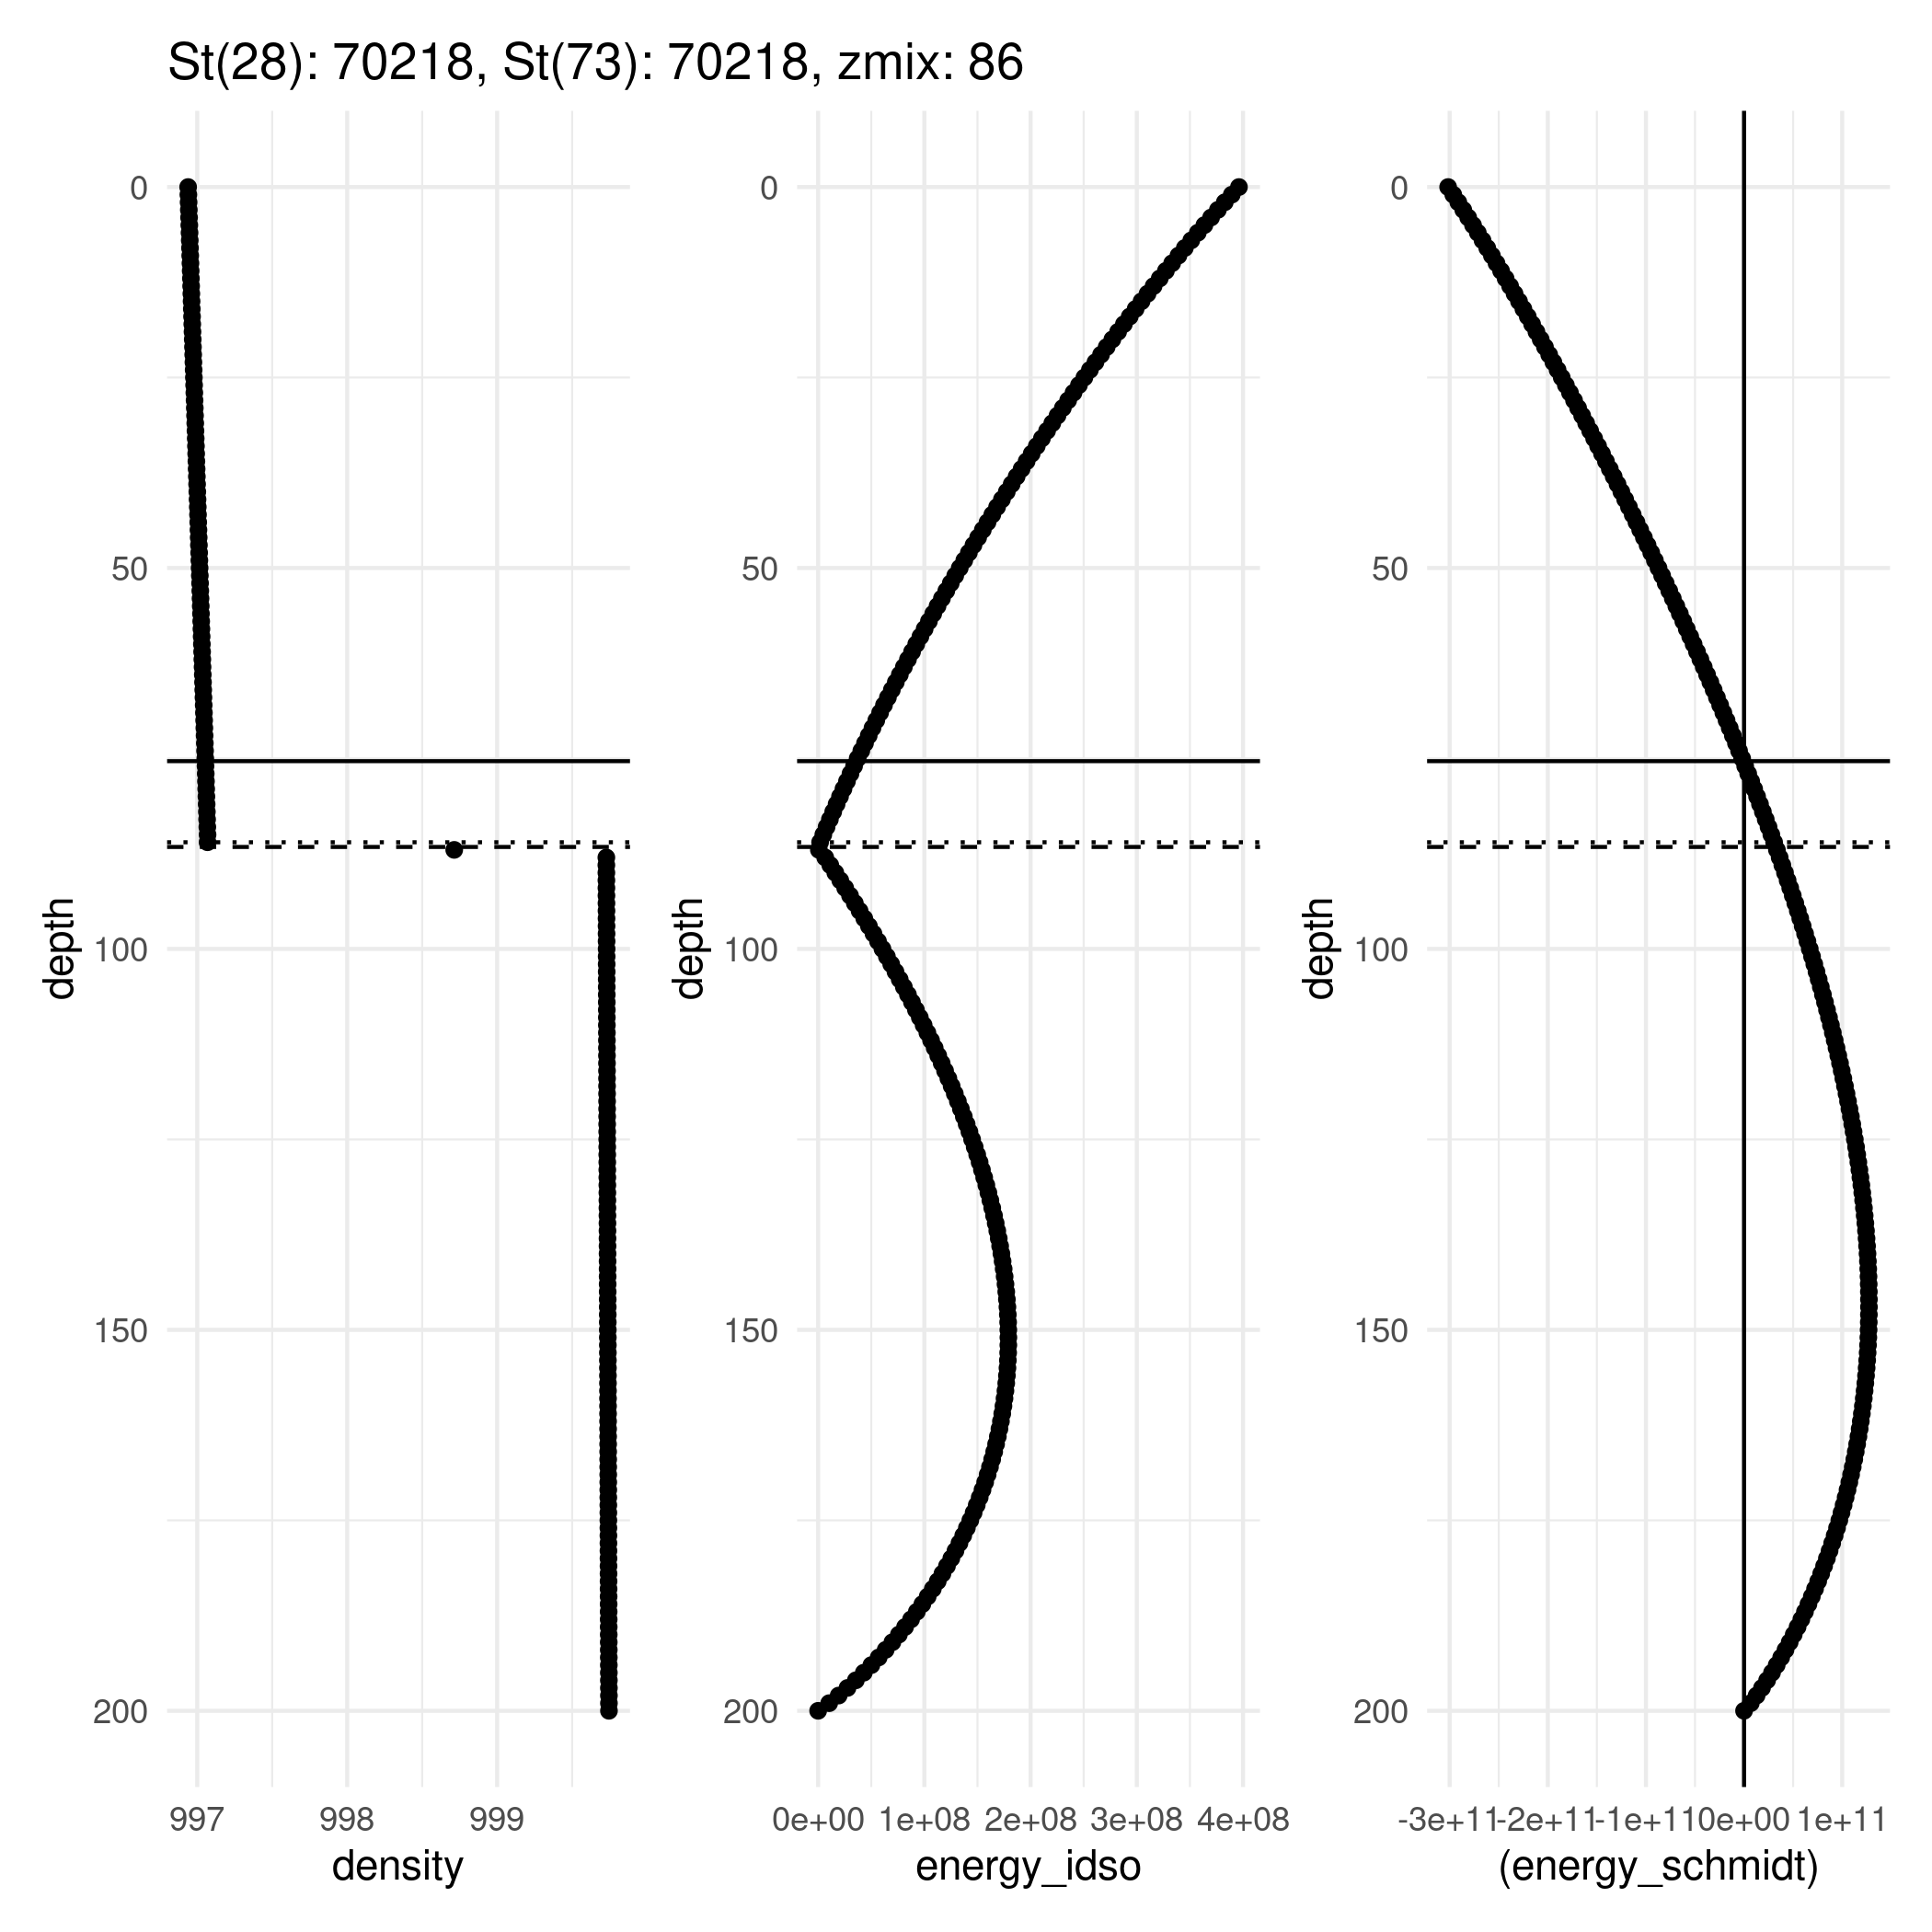 St(28): 70218, St(73): 70218, zmix: 86
0
50
100
150
200
depth
997 998 999
density
0
50
100
150
200
depth
0e+00 1e+08 2e+08 3e+08 4e+08
energy_idso
0
50
100
150
200
depth
-3e+11 -2e+11 -1e+11 0e+00 1e+11
(energy_schmidt)